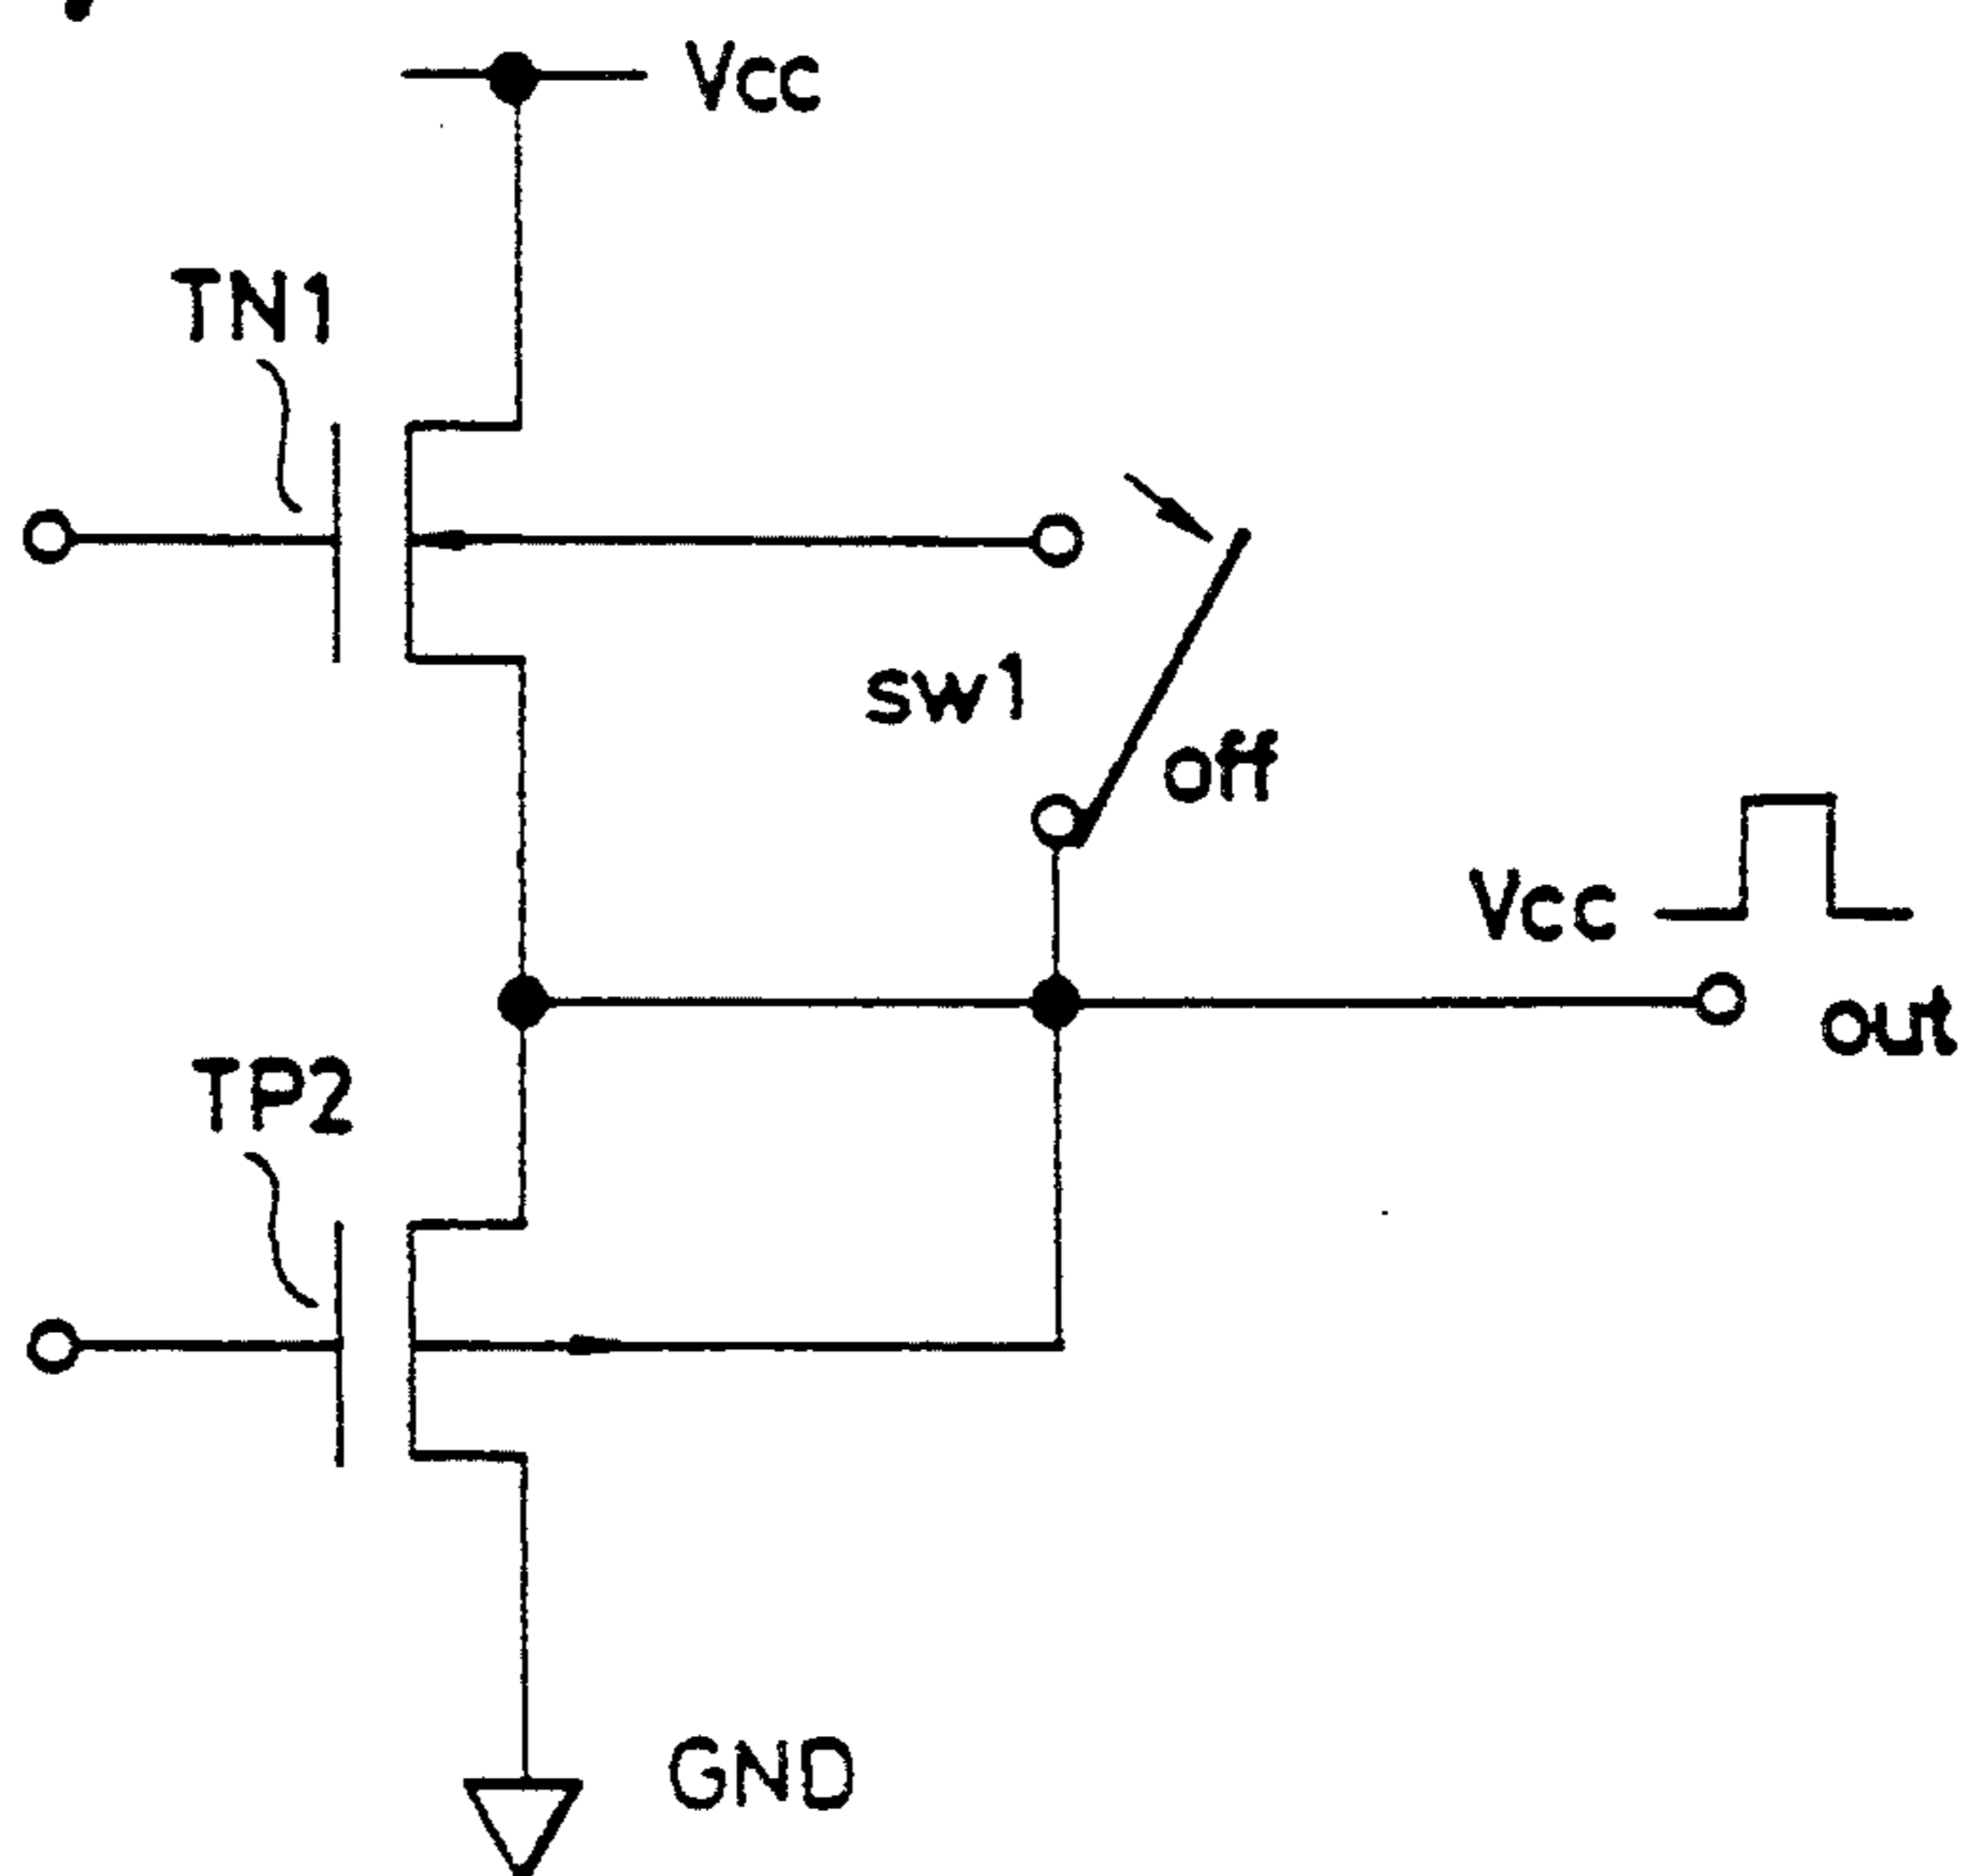 Vcc
TN1
sw1
off
Vcc
out
TP2
GND